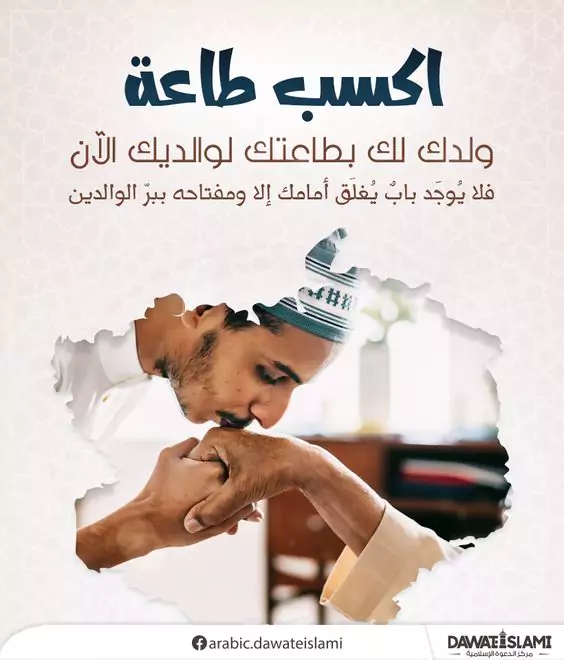 اكسب طاعة
ولدك لك بطاعتك لوالديك الآن
فلا يُوجَد بابٌ يُغلَق أمامك إلا ومفتاحه ببرّ الوالدين
arabic.dawateislami
DAWATEISLAMI
مركز الدعوة الإسلامية